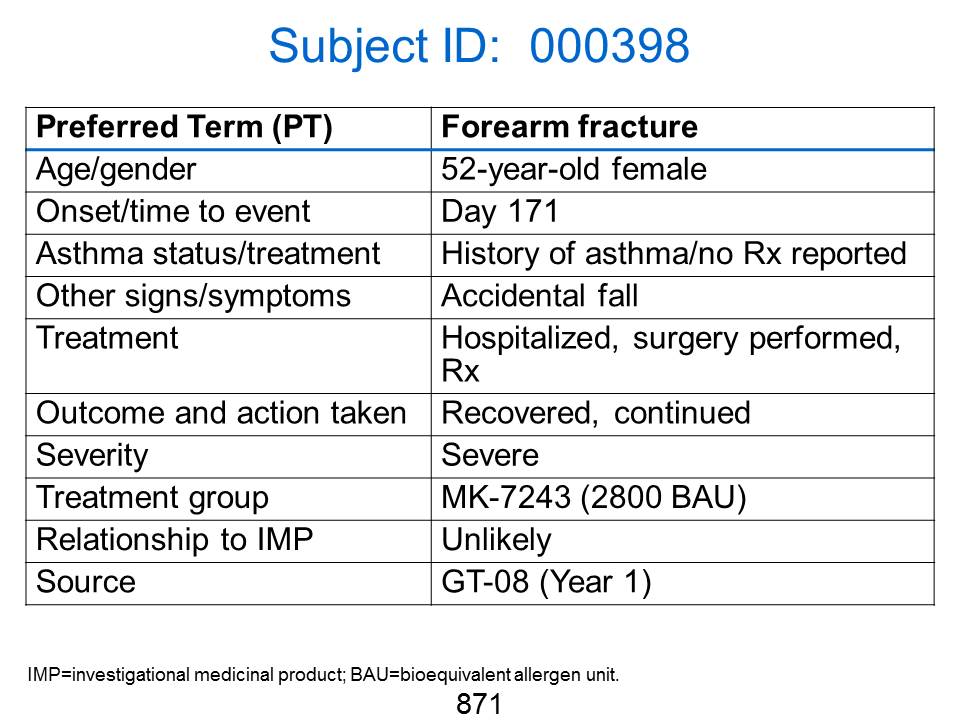 Subject ID:  000398
Preferred Term (PT) Forearm fracture
Age/gender 52-year-old female
Onset/time to event Day 171
Asthma status/treatment History of asthma/no Rx reported
Other signs/symptoms Accidental fall
Treatment Hospitalized, surgery performed,
Rx
Outcome and action taken Recovered, continued
Severity Severe
Treatment group MK-7243 (2800 BAU)
Relationship to IMP Unlikely
Source GT-08 (Year 1)
IMP=investigational medicinal product; BAU=bioequivalent allergen unit.
871